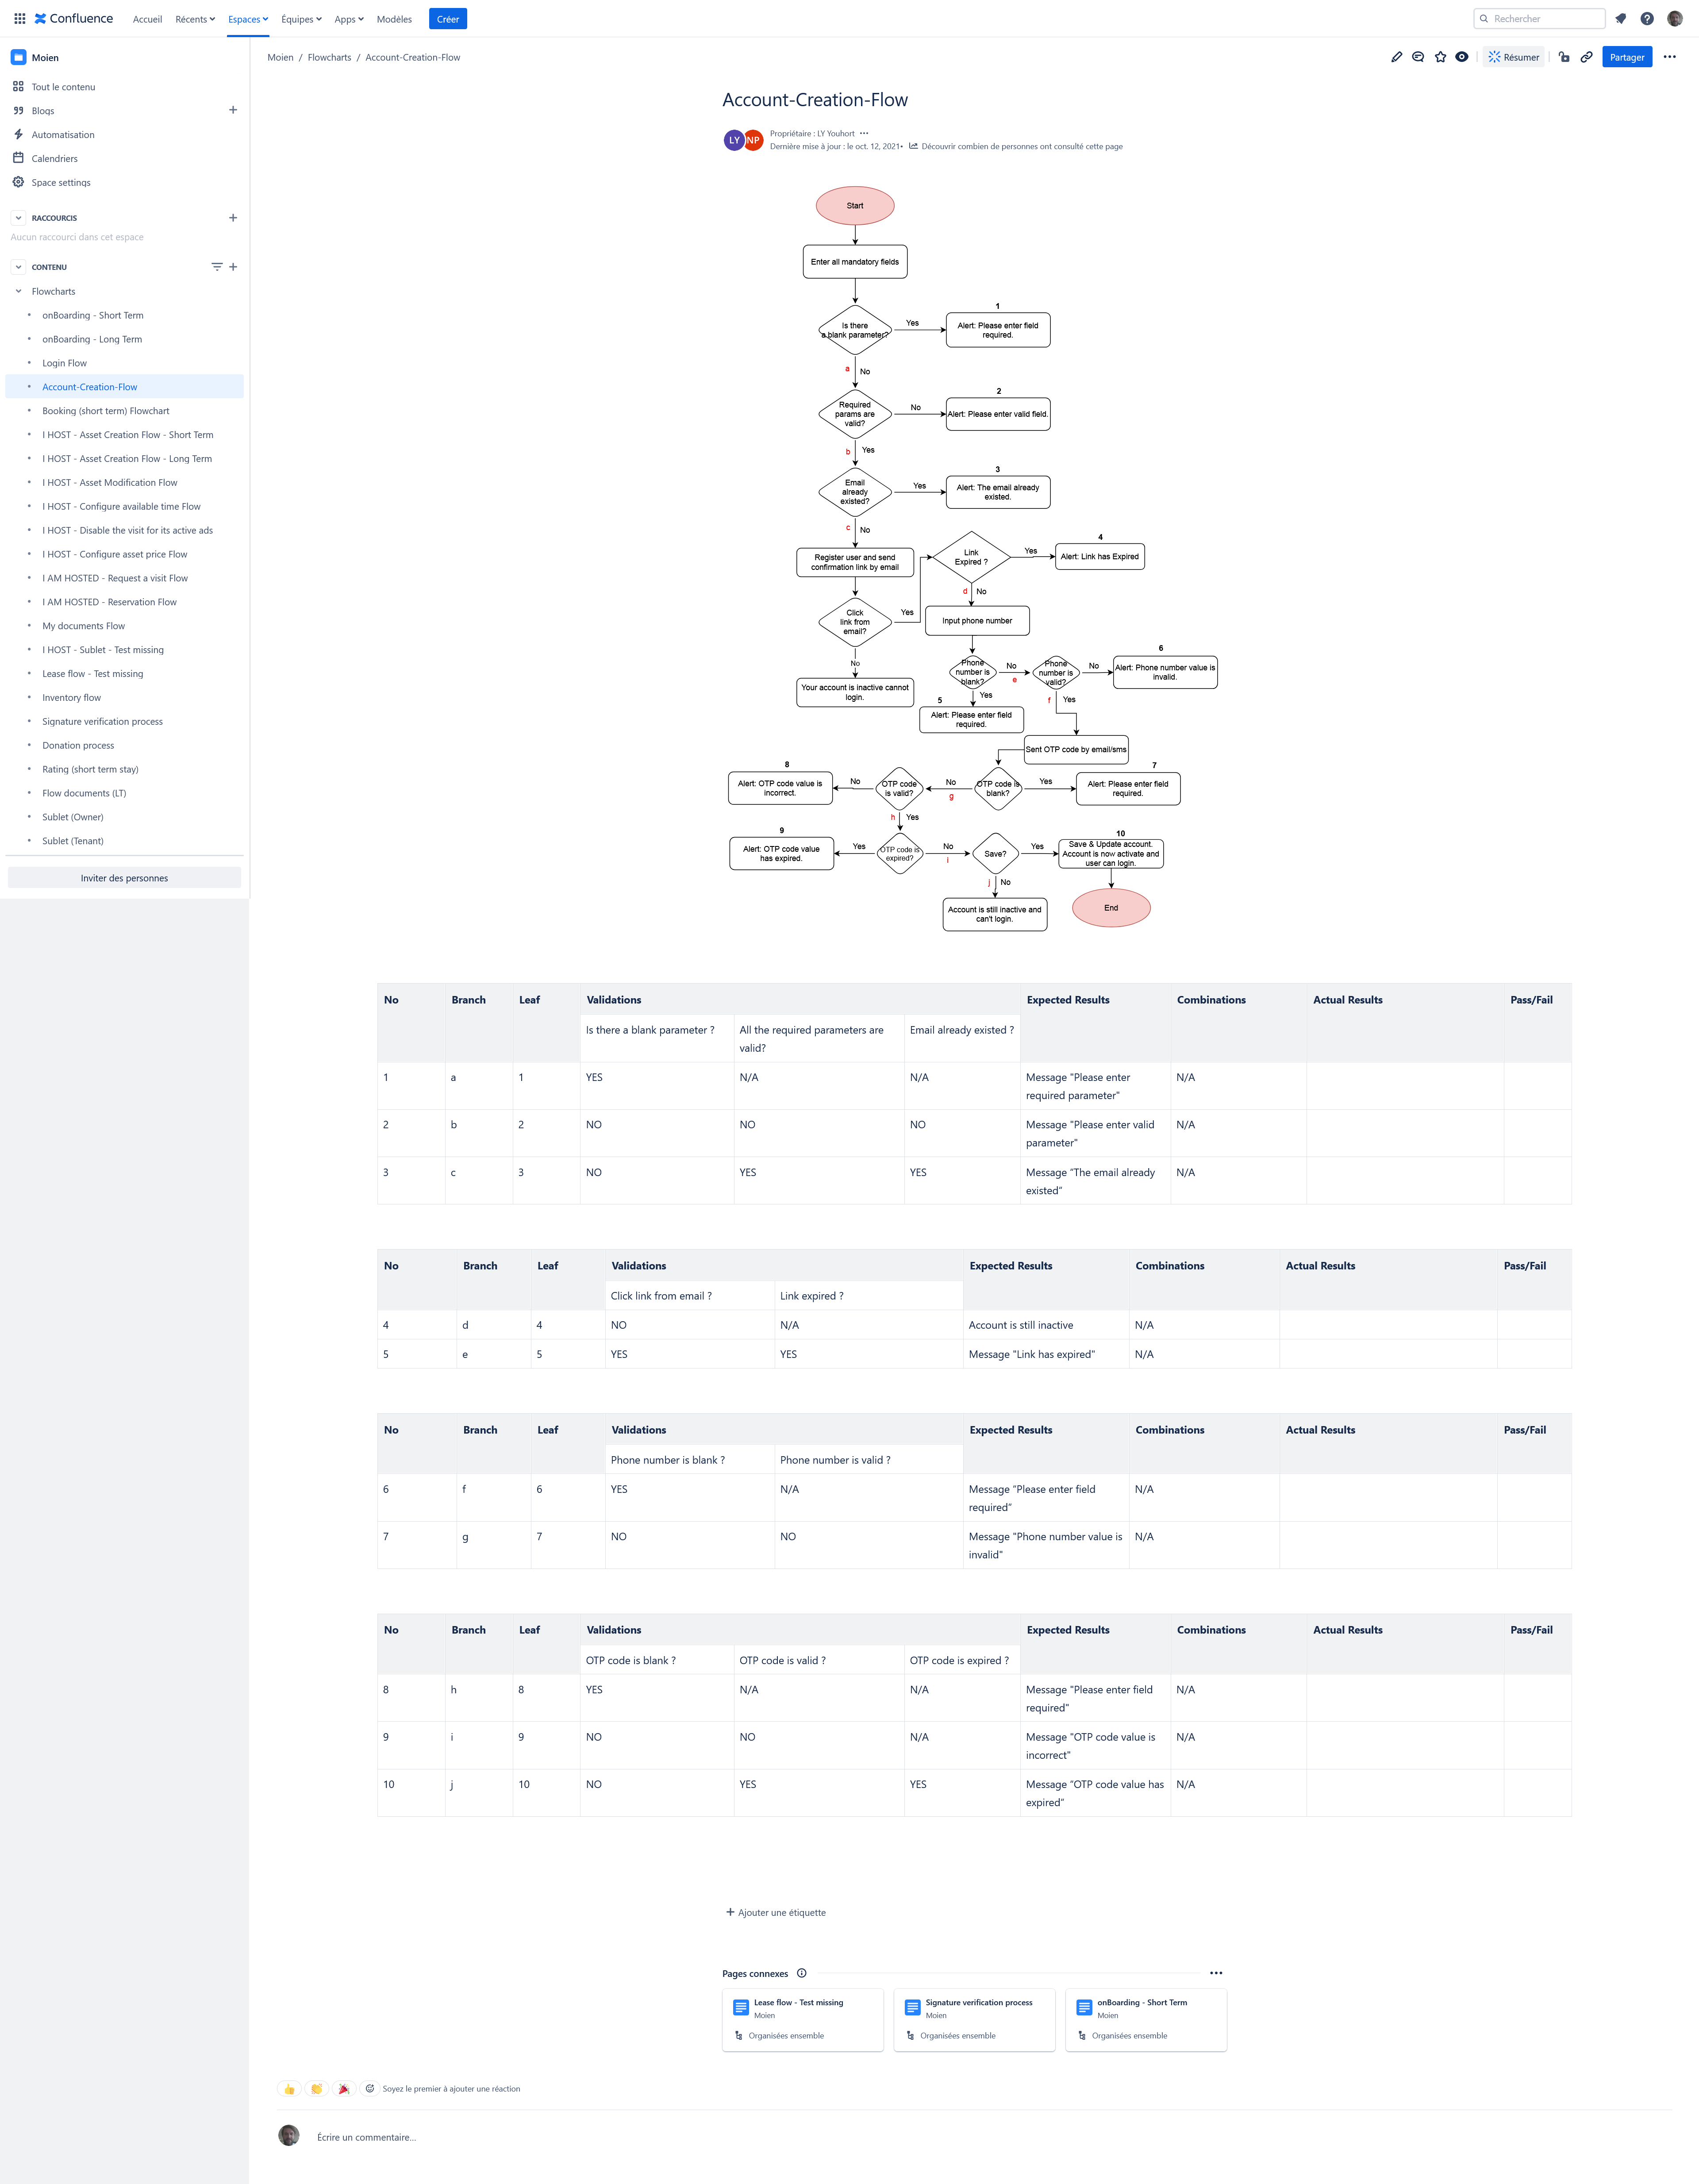 Confluence Accueil Récents Espaces Équipes Apps Modèles Créer Rechercher
Moien
Tout le contenu
Blogs
Automatisation
Calendriers
Space settings
RACCOURCIS
Aucun raccourci dans cet espace
CONTENU
Flowcharts
onBoarding - Short Term
onBoarding - Long Term
Login Flow
Account-Creation-Flow
Booking (short term) Flowchart
I HOST - Asset Creation Flow - Short Term
I HOST - Asset Creation Flow - Long Term
I HOST - Asset Modification Flow
I HOST - Configure available time Flow
I HOST - Disable the visit for its active ads
I HOST - Configure asset price Flow
I AM HOSTED - Request a visit Flow
I AM HOSTED - Reservation Flow
My documents Flow
I HOST - Sublet - Test missing
Lease flow - Test missing
Inventory flow
Signature verification process
Donation process
Rating (short term stay)
Flow documents (LT)
Sublet (Owner)
Sublet (Tenant)
Inviter des personnes
Moien / Flowcharts / Account-Creation-Flow
Résumer
Partager
Account-Creation-Flow
LY NP
Propriétaire : LY Youhort
Dernière mise à jour : le oct. 12, 2021• Découvrir combien de personnes ont consulté cette page
Start
Enter all mandatory fields
Is there
a blank parameter?
Yes
1
Alert: Please enter field
required.
a No
Required
params are
valid?
No
2
Alert: Please enter valid field.
b Yes
Email
already
existed?
Yes
3
Alert: The email already
existed.
c No
Register user and send
confirmation link by email
Link
Expired ?
Yes
4
Alert: Link has Expired
d No
Click
link from
email?
Yes
Input phone number
No
Your account is inactive cannot
login.
Phone
number is
blank?
No
e
Phone
number is
valid?
No
6
Alert: Phone number value is
invalid.
Yes
5
Alert: Please enter field
required.
f Yes
Sent OTP code by email/sms
8
Alert: OTP code value is
incorrect.
No
OTP code
is valid?
No
g
OTP code is
blank?
Yes
7
Alert: Please enter field
required.
h Yes
9
Alert: OTP code value
has expired.
Yes
OTP code is
expired?
No
i
Save?
Yes
10
Save & Update account.
Account is now activate and
user can login.
j No
Account is still inactive and
can't login.
End
No Branch Leaf Validations Expected Results Combinations Actual Results Pass/Fail
Is there a blank parameter ? All the required parameters are Email already existed ?
valid?
1 a 1 YES N/A N/A Message "Please enter N/A
required parameter"
2 b 2 NO NO NO Message "Please enter valid N/A
parameter"
3 c 3 NO YES YES Message "The email already N/A
existed"
No Branch Leaf Validations Expected Results Combinations Actual Results Pass/Fail
Click link from email ? Link expired ?
4 d 4 NO N/A Account is still inactive N/A
5 e 5 YES YES Message "Link has expired" N/A
No Branch Leaf Validations Expected Results Combinations Actual Results Pass/Fail
Phone number is blank ? Phone number is valid ?
6 f 6 YES N/A Message "Please enter field N/A
required"
7 g 7 NO NO Message "Phone number value is N/A
invalid"
No Branch Leaf Validations Expected Results Combinations Actual Results Pass/Fail
OTP code is blank ? OTP code is valid ? OTP code is expired ?
8 h 8 YES N/A N/A Message "Please enter field N/A
required"
9 i 9 NO NO N/A Message "OTP code value is N/A
incorrect"
10 j 10 NO YES YES Message "OTP code value has N/A
expired"
Ajouter une étiquette
Pages connexes
Lease flow - Test missing
Moien
Organisées ensemble
Signature verification process
Moien
Organisées ensemble
onBoarding - Short Term
Moien
Organisées ensemble
Soyez le premier à ajouter une réaction
Écrire un commentaire…